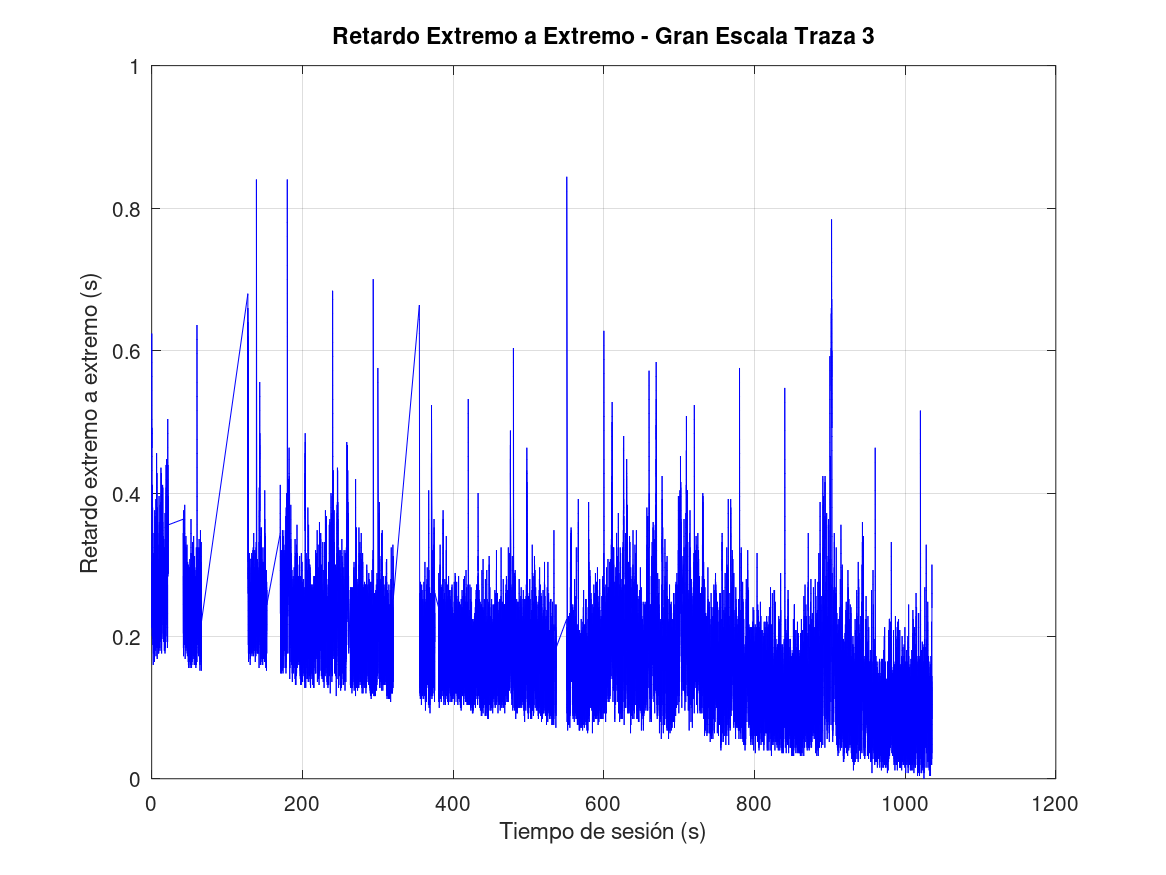 Retardo Extremo a Extremo - Gran Escala Traza 3
1
0.8
0.6
0.4
0.2
0
Retardo extremo a extremo (s)
0 200 400 600 800 1000 1200
Tiempo de sesión (s)